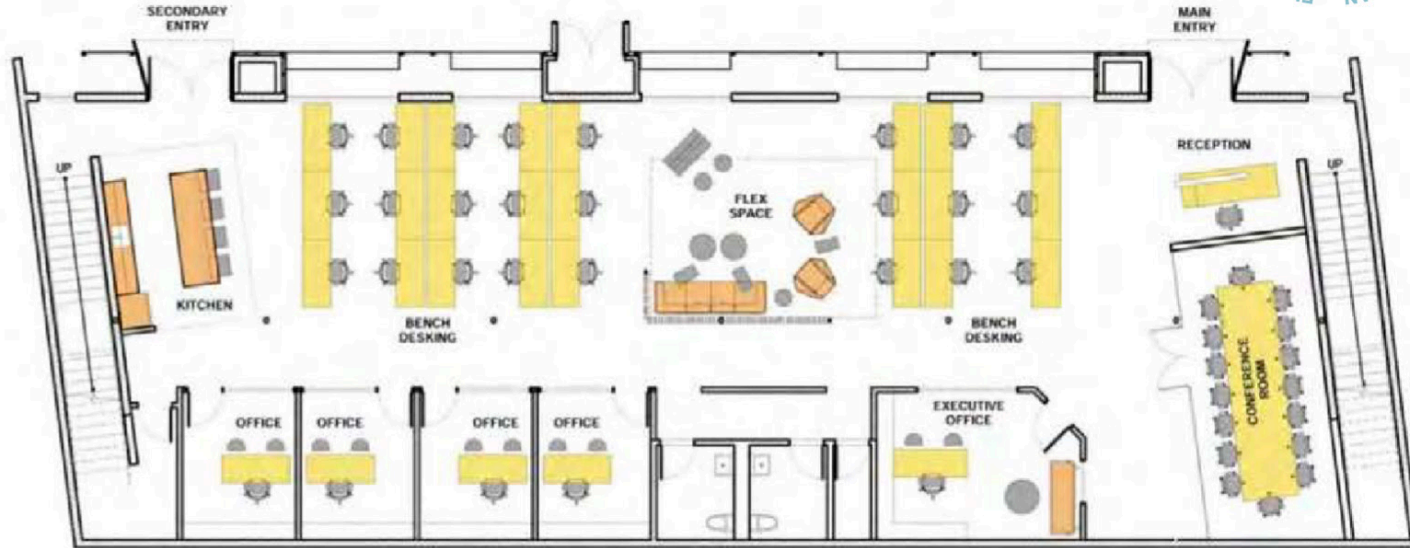 SECONDARY
ENTRY
MAIN
ENTRY
UP
RECEPTION
UP
FLEX
SPACE
KITCHEN
BENCH
DESKING
BENCH
DESKING
CONFERENCE
ROOM
OFFICE
OFFICE
OFFICE
OFFICE
EXECUTIVE
OFFICE